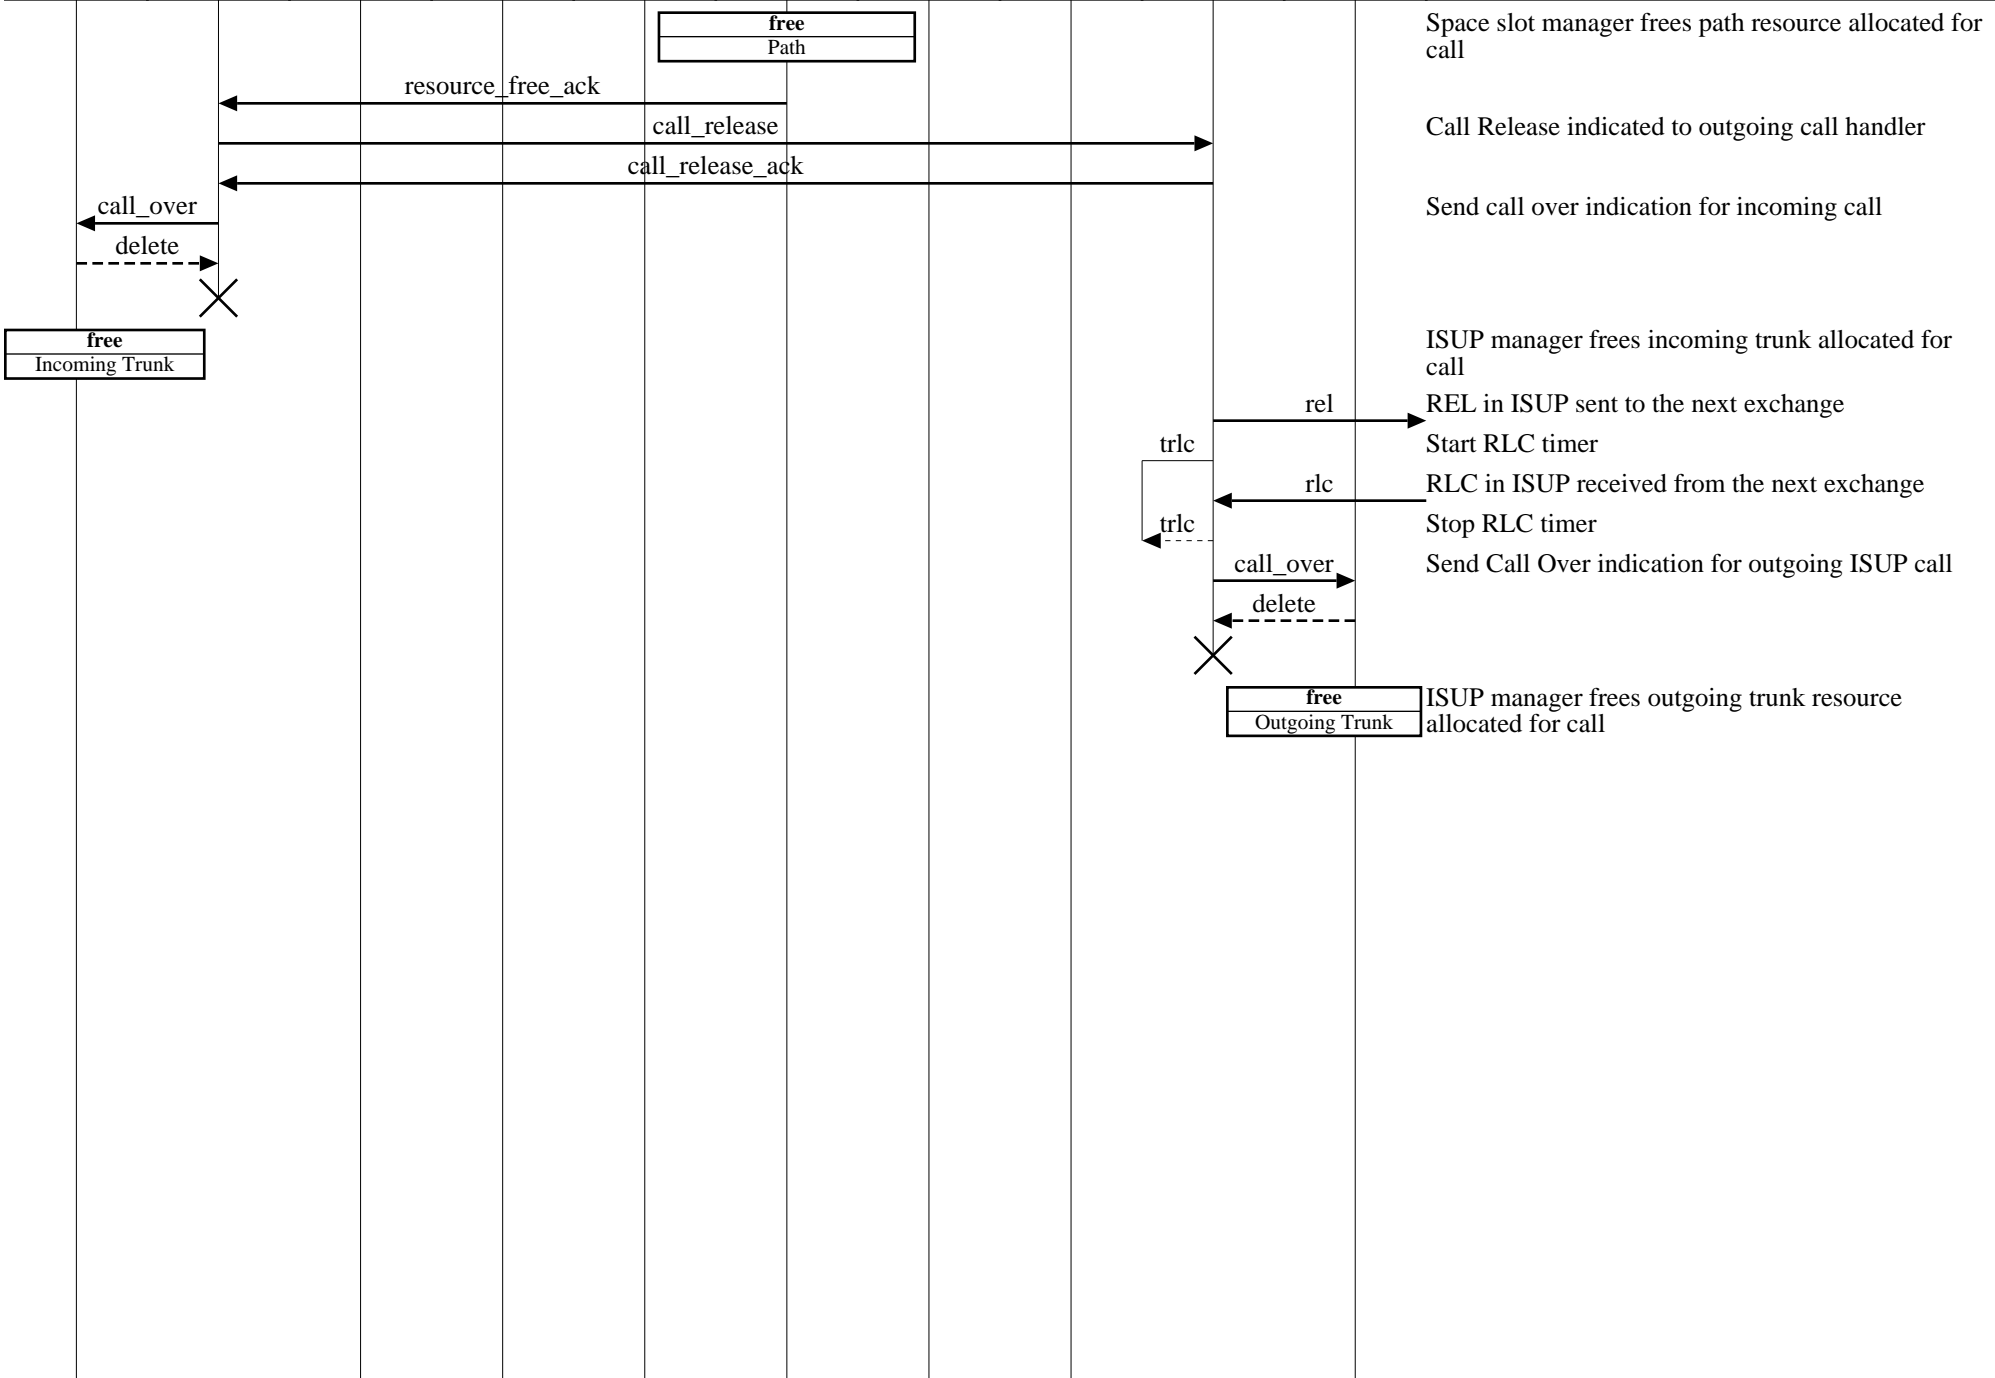 free
Path
Space slot manager frees path resource allocated for
call
resource_free_ack
call_release
Call Release indicated to outgoing call handler
call_release_ack
call_over
Send call over indication for incoming call
delete
free
Incoming Trunk
ISUP manager frees incoming trunk allocated for
call
rel
REL in ISUP sent to the next exchange
trlc
Start RLC timer
rlc
RLC in ISUP received from the next exchange
trlc
Stop RLC timer
call_over
Send Call Over indication for outgoing ISUP call
delete
free
Outgoing Trunk
ISUP manager frees outgoing trunk resource
allocated for call